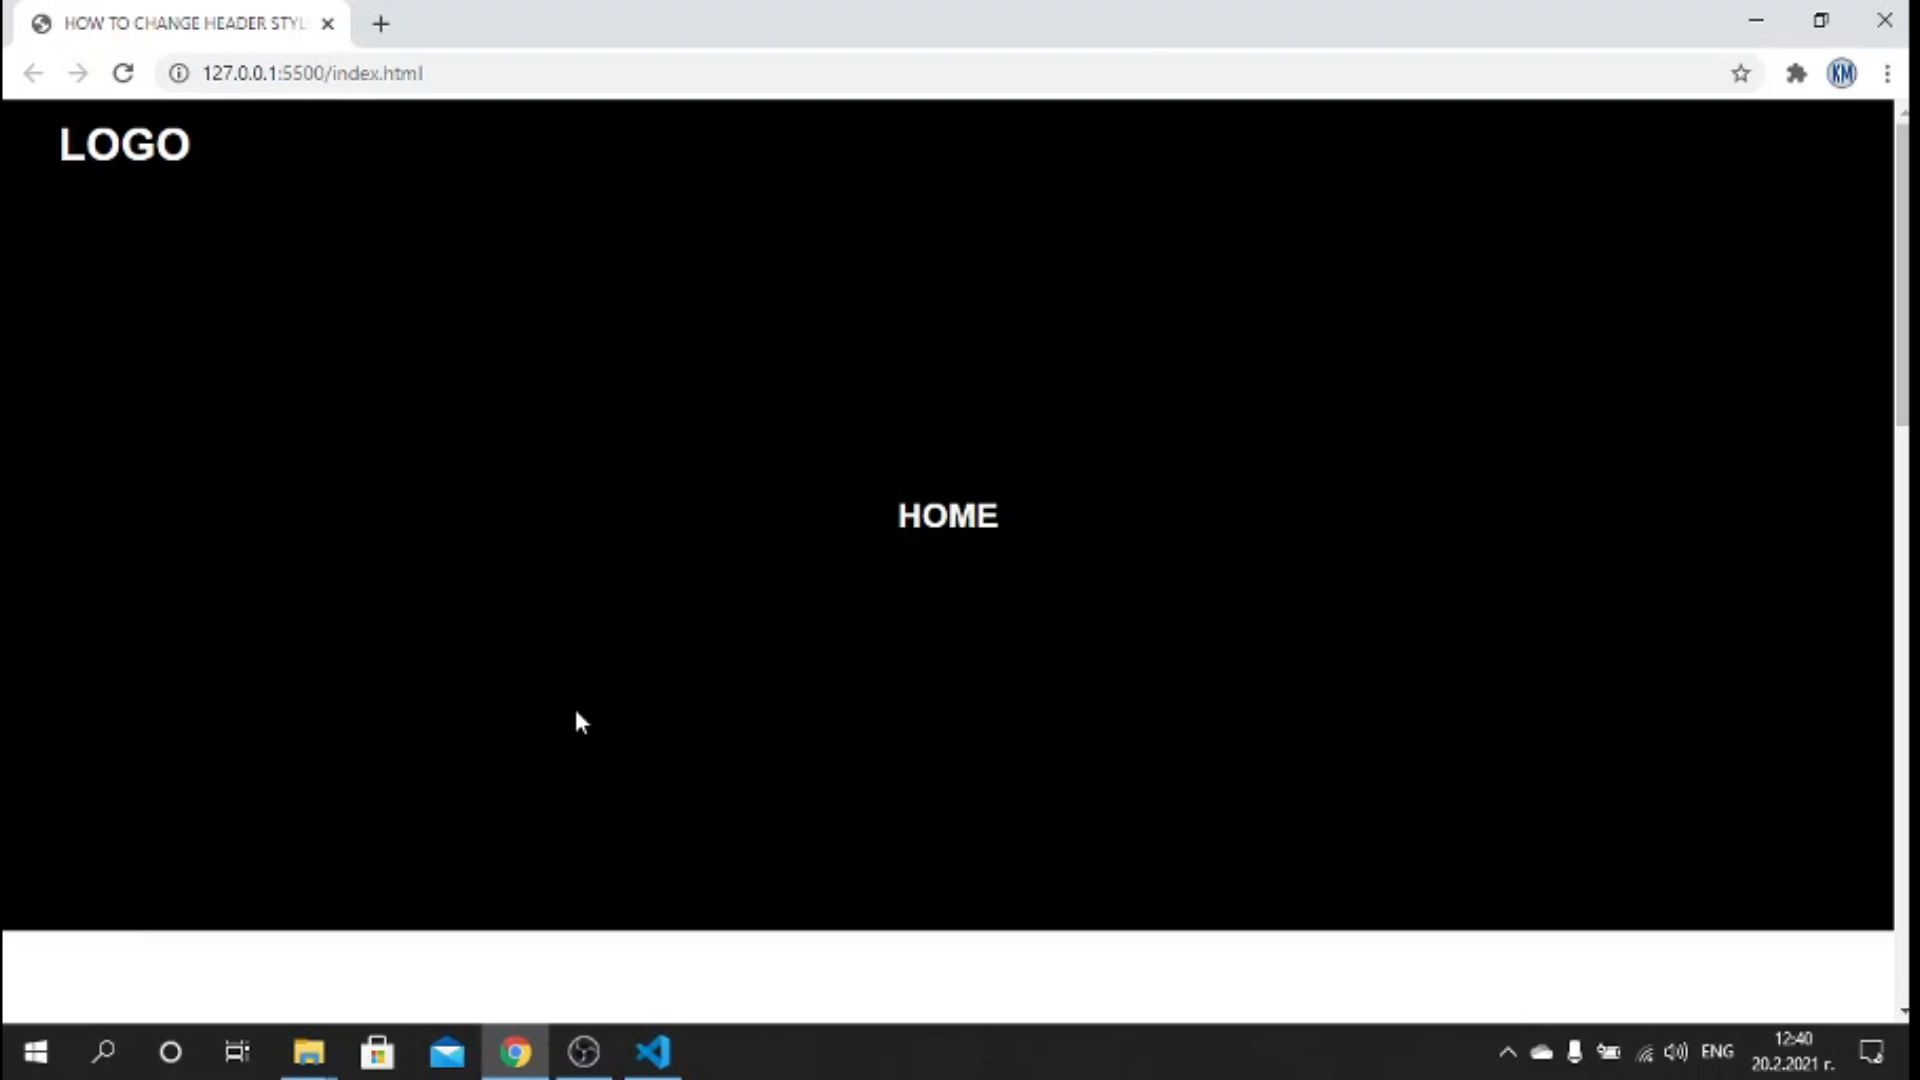 HOW TO CHANGE HEADER STYL
127.0.0.1:5500/index.html
KM
LOGO
HOME
ENG
12:40
20.2.2021 г.